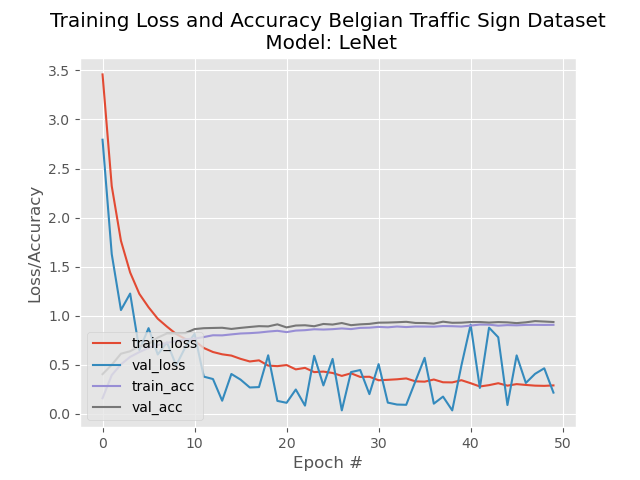 Training Loss and Accuracy Belgian Traffic Sign Dataset
Model: LeNet
Loss/Accuracy
3.5
3.0
2.5
2.0
1.5
1.0
0.5
0.0
train_loss
val_loss
train_acc
val_acc
0 10 20 30 40 50
Epoch #